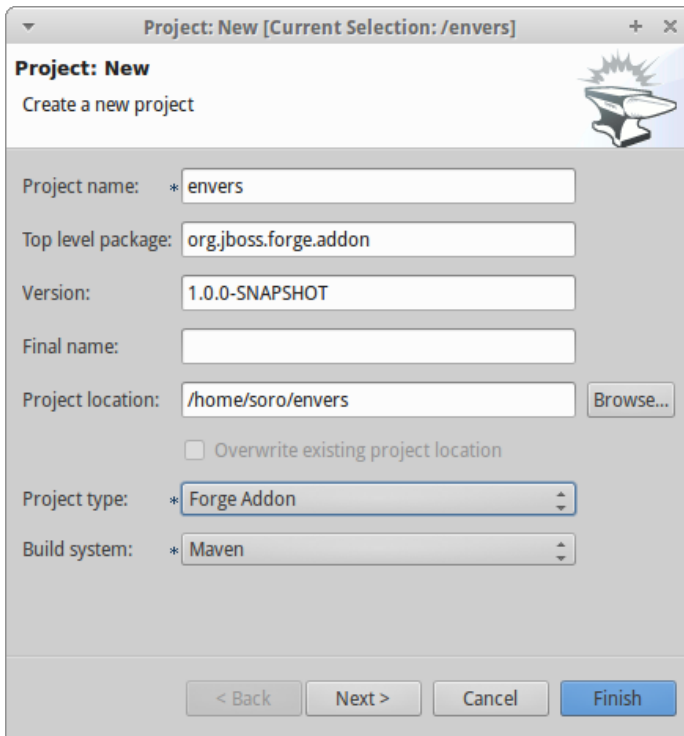 Project: New [Current Selection: /envers]
Project: New
Create a new project
Project name: * envers
Top level package: org.jboss.forge.addon
Version: 1.0.0-SNAPSHOT
Final name:
Project location: /home/soro/envers Browse...
Overwrite existing project location
Project type: * Forge Addon
Build system: * Maven
< Back Next > Cancel Finish